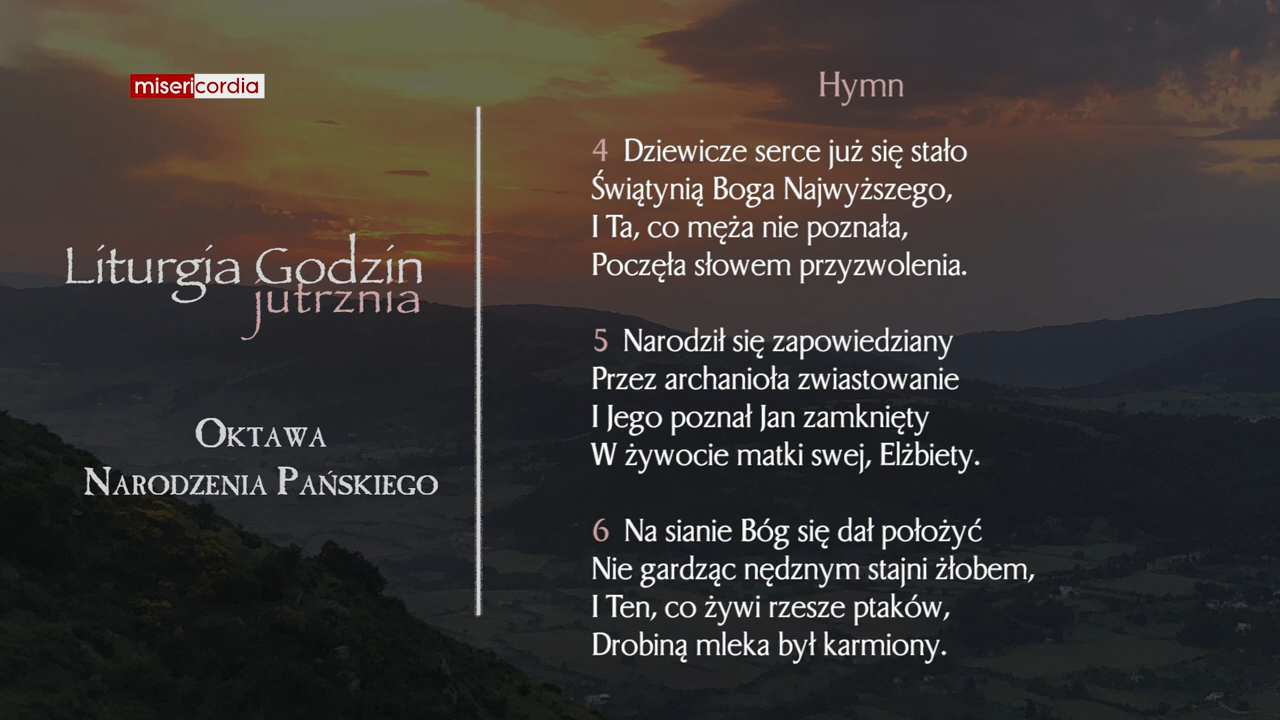 misericordia
Liturgia Godzin
jutrznia
Oktawa
Narodzenia Pańskiego
Hymn
4 Dziewicze serce już się stało
Świątynią Boga Najwyższego,
I Ta, co męża nie poznała,
Poczęła słowem przyzwolenia.
5 Narodził się zapowiedziany
Przez archanioła zwiastowanie
I Jego poznał Jan zamknięty
W żywocie matki swej, Elżbiety.
6 Na sianie Bóg się dał położyć
Nie gardząc nędznym stajni żłobem,
I Ten, co żywi rzesze ptaków,
Drobiną mleka był karmiony.